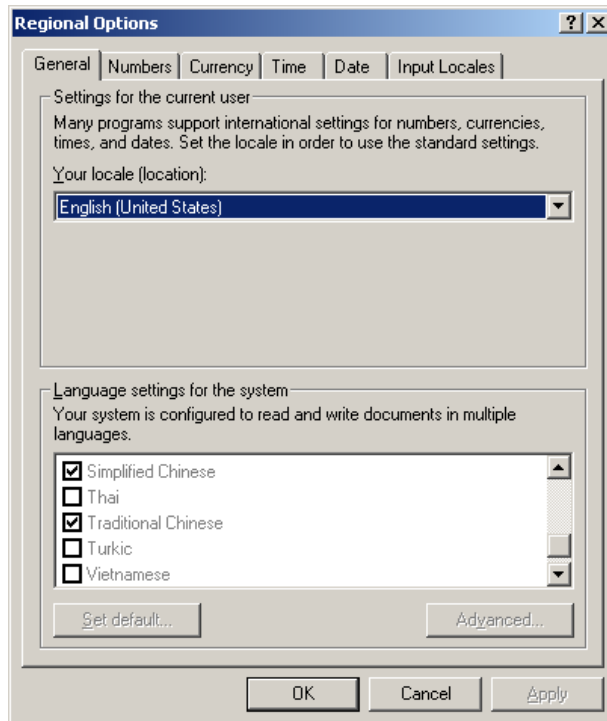 Regional Options
General Numbers Currency Time Date Input Locales
Settings for the current user
Many programs support international settings for numbers, currencies,
times, and dates. Set the locale in order to use the standard settings.
Your locale (location):
English (United States)
Language settings for the system
Your system is configured to read and write documents in multiple
languages.
Simplified Chinese
Thai
Traditional Chinese
Turkic
Vietnamese
Set default... Advanced...
OK Cancel Apply